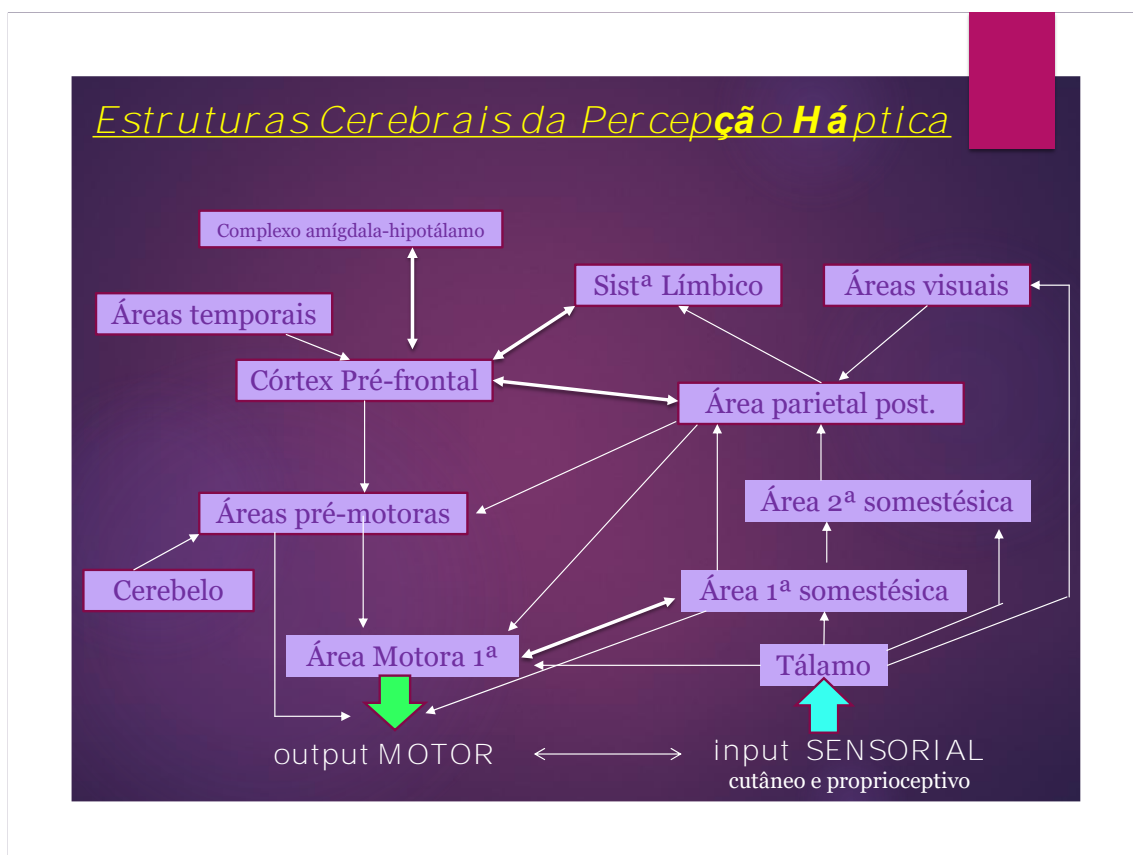 Estruturas Cerebrais da Percepção Háptica
Complexo amígdala-hipotálamo
Sistª Límbico
Áreas visuais
Áreas temporais
Córtex Pré-frontal
Área parietal post.
Área 2ª somestésica
Áreas pré-motoras
Cerebelo
Área 1ª somestésica
Área Motora 1ª
Tálamo
output MOTOR
input SENSORIAL
cutâneo e proprioceptivo